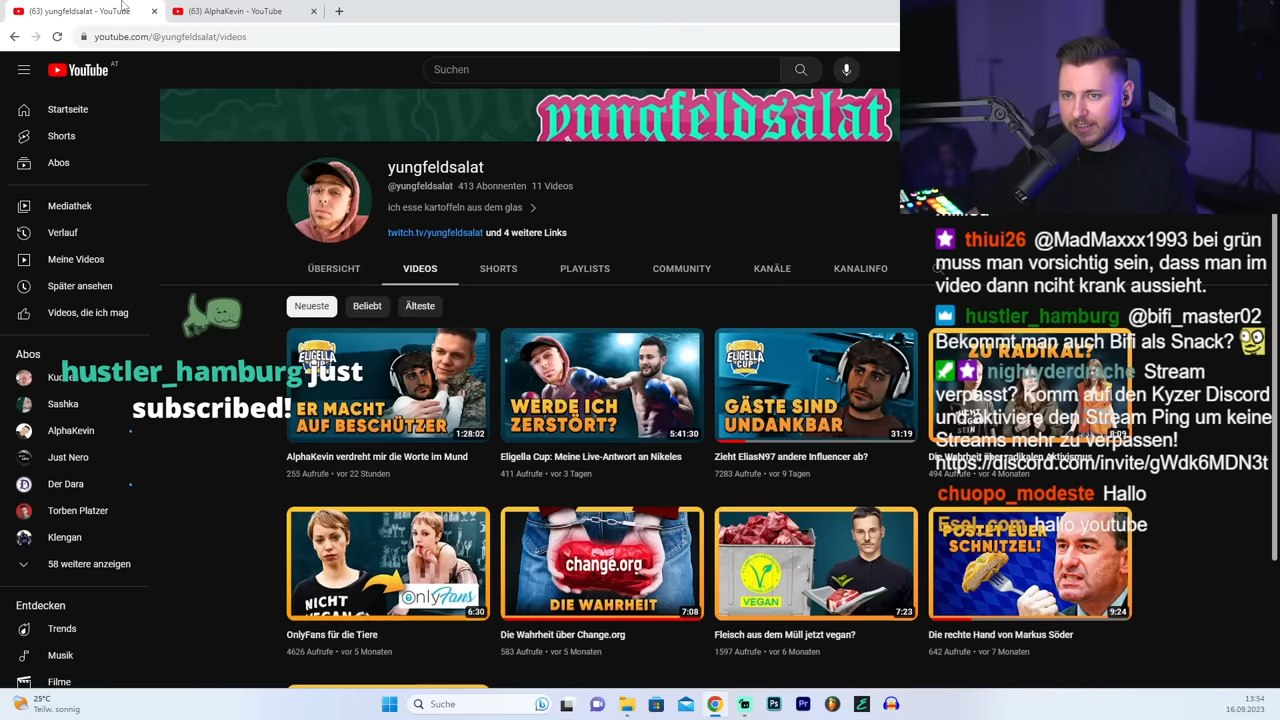 (63) yungfeldsalat - YouTube
(63) AlphaKevin - YouTube
youtube.com/@yungfeldsalat/videos
YouTube AT
Suchen
Startseite
Shorts
Abos
Mediathek
Verlauf
Meine Videos
Später ansehen
Videos, die ich mag
Abos
Sashka
AlphaKevin
Just Nero
Der Dara
Torben Platzer
Klengan
58 weitere anzeigen
Entdecken
Trends
Musik
Filme
yungfeldsalat
yungfeldsalat
@yungfeldsalat 413 Abonnenten 11 Videos
ich esse kartoffeln aus dem glas
twitch.tv/yungfeldsalat und 4 weitere Links
ÜBERSICHT
VIDEOS
SHORTS
PLAYLISTS
COMMUNITY
KANÄLE
KANALINFO
Neueste
Beliebt
Älteste
hustler_hamburg just
subscribed!
ELIGELLA CUP
ER MACHT
AUF BESCHÜTZER
1:28:02
AlphaKevin verdreht mir die Worte im Mund
255 Aufrufe • vor 22 Stunden
ELIGELLA CUP
WERDE ICH
ZERSTÖRT?
5:41:30
Eligella Cup: Meine Live-Antwort an Nikeles
411 Aufrufe • vor 3 Tagen
ELIGELLA CUP
GÄSTE SIND
UNDANKBAR
31:19
Zieht EliasN97 andere Influencer ab?
7283 Aufrufe • vor 9 Tagen
ZU RADIKAL?
8:09
Die Wahrheit über radikalen Aktivismus
494 Aufrufe • vor 4 Monaten
NICHT
OnlyFans
6:30
OnlyFans für die Tiere
4626 Aufrufe • vor 5 Monaten
change.org
DIE WAHRHEIT
7:08
Die Wahrheit über Change.org
583 Aufrufe • vor 5 Monaten
VEGAN
7:23
Fleisch aus dem Müll jetzt vegan?
1597 Aufrufe • vor 6 Monaten
POSTET EUER
SCHNITZEL!
9:24
Die rechte Hand von Markus Söder
642 Aufrufe • vor 7 Monaten
thiui26 @MadMaxxx1993 bei grün
muss man vorsichtig sein, dass man im
video dann nciht krank aussieht.
hustler_hamburg @bifi_master02
Bekommt man auch Bifi als Snack?
nightyderdrache Stream
verpasst? Komm auf den Kyzer Discord
und aktiviere den Stream Ping um keine
Streams mehr zu verpassen!
https://discord.com/invite/gWdk6MDN3t
chuopo_modeste Hallo
Esel_com hallo youtube
25°C
Teilw. sonnig
Suche
13:54
16.09.2023